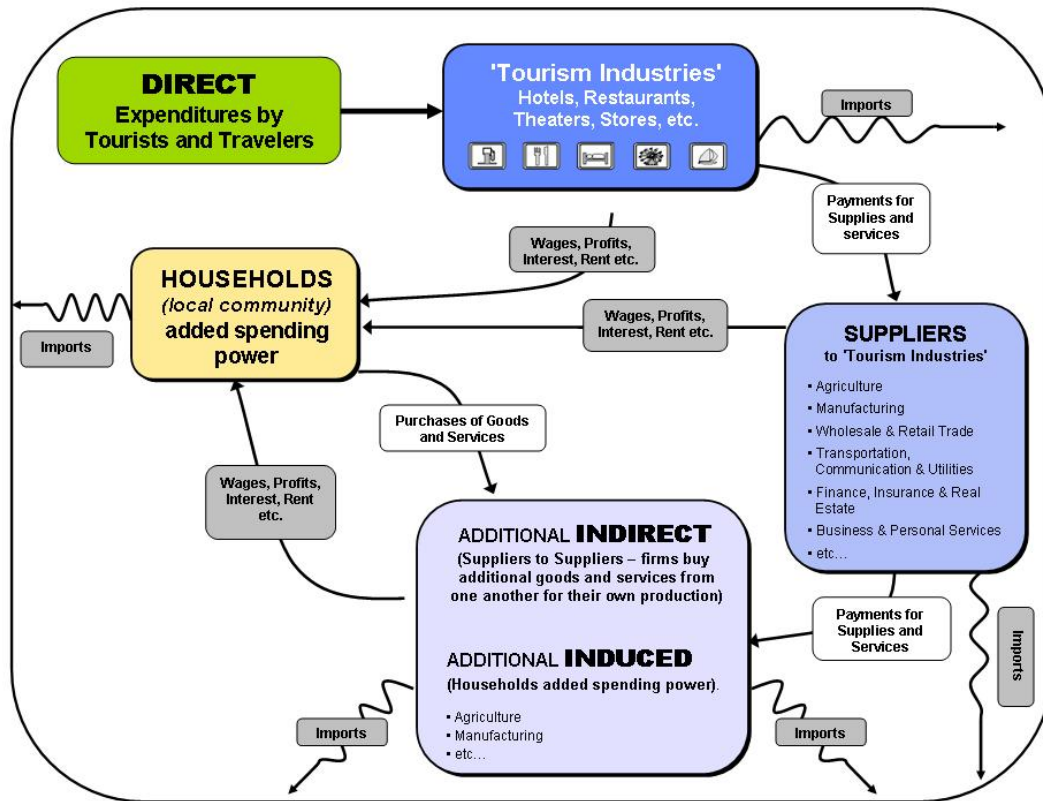 DIRECT
Expenditures by
Tourists and Travelers
'Tourism Industries'
Hotels, Restaurants,
Theaters, Stores, etc.
Imports
Payments for
Supplies and
services
Wages, Profits,
Interest, Rent etc.
HOUSEHOLDS
(local community)
added spending
power
Imports
Wages, Profits,
Interest, Rent etc.
SUPPLIERS
to 'Tourism Industries'
▪ Agriculture
▪ Manufacturing
▪ Wholesale & Retail Trade
▪ Transportation,
Communication & Utilities
▪ Finance, Insurance & Real
Estate
▪ Business & Personal Services
▪ etc...
Purchases of Goods
and Services
Wages, Profits,
Interest, Rent
etc.
ADDITIONAL INDIRECT
(Suppliers to Suppliers – firms buy
additional goods and services from
one another for their own production)
Payments for
Supplies and
Services
Imports
ADDITIONAL INDUCED
(Households added spending power).
▪ Agriculture
▪ Manufacturing
▪ etc...
Imports
Imports